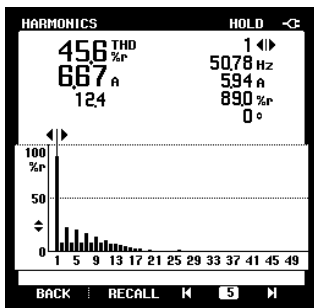 HARMONICS HOLD
45.6 THD %r
6.67 A
12.4
1
50.78 Hz
5.94 A
89.0 %r
0 °
100
%r
50
0
1 5 9 13 17 21 25 29 33 37 41 45 49
BACK RECALL 5